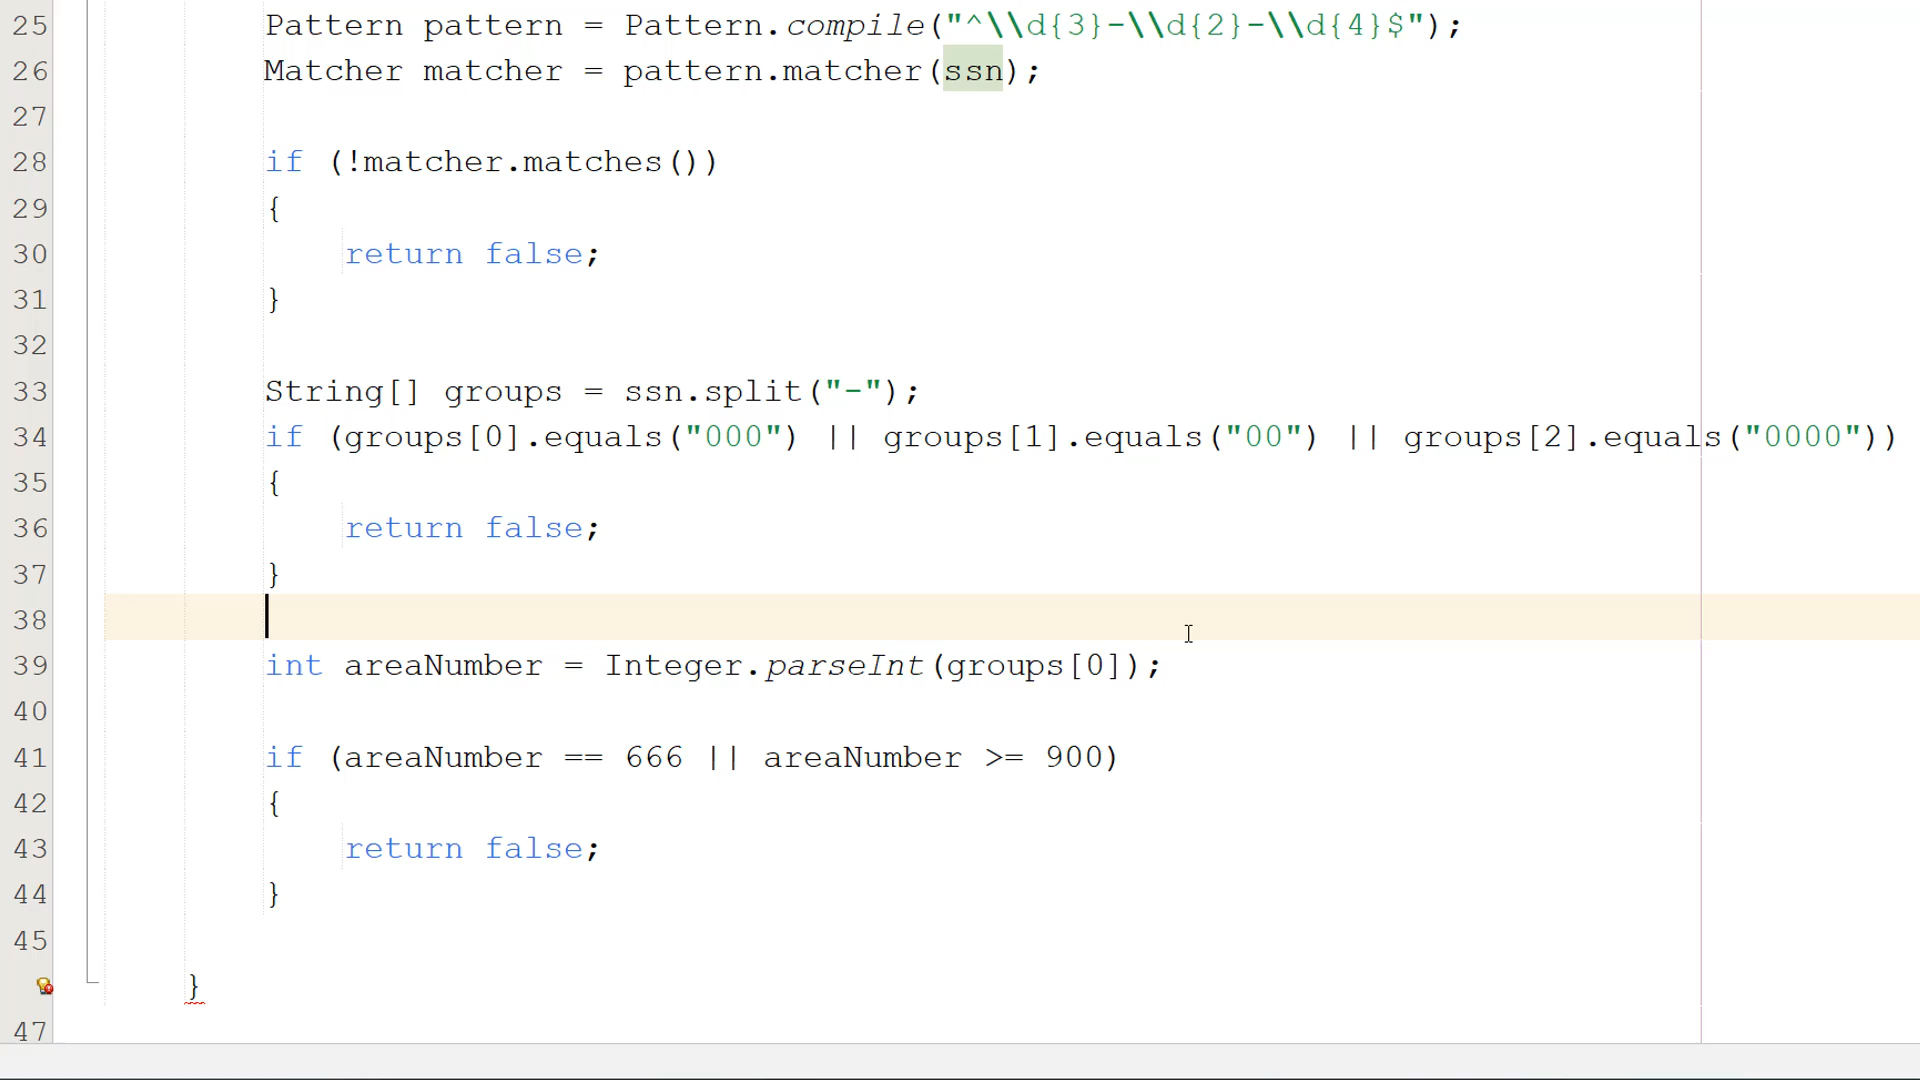 25 Pattern pattern = Pattern.compile("^\\d{3}-\\d{2}-\\d{4}$");
26 Matcher matcher = pattern.matcher(ssn);
27
28 if (!matcher.matches())
29 {
30 return false;
31 }
32
33 String[] groups = ssn.split("-");
34 if (groups[0].equals("000") || groups[1].equals("00") || groups[2].equals("0000"))
35 {
36 return false;
37 }
38
39 int areaNumber = Integer.parseInt(groups[0]);
40
41 if (areaNumber == 666 || areaNumber >= 900)
42 {
43 return false;
44 }
45
}
47